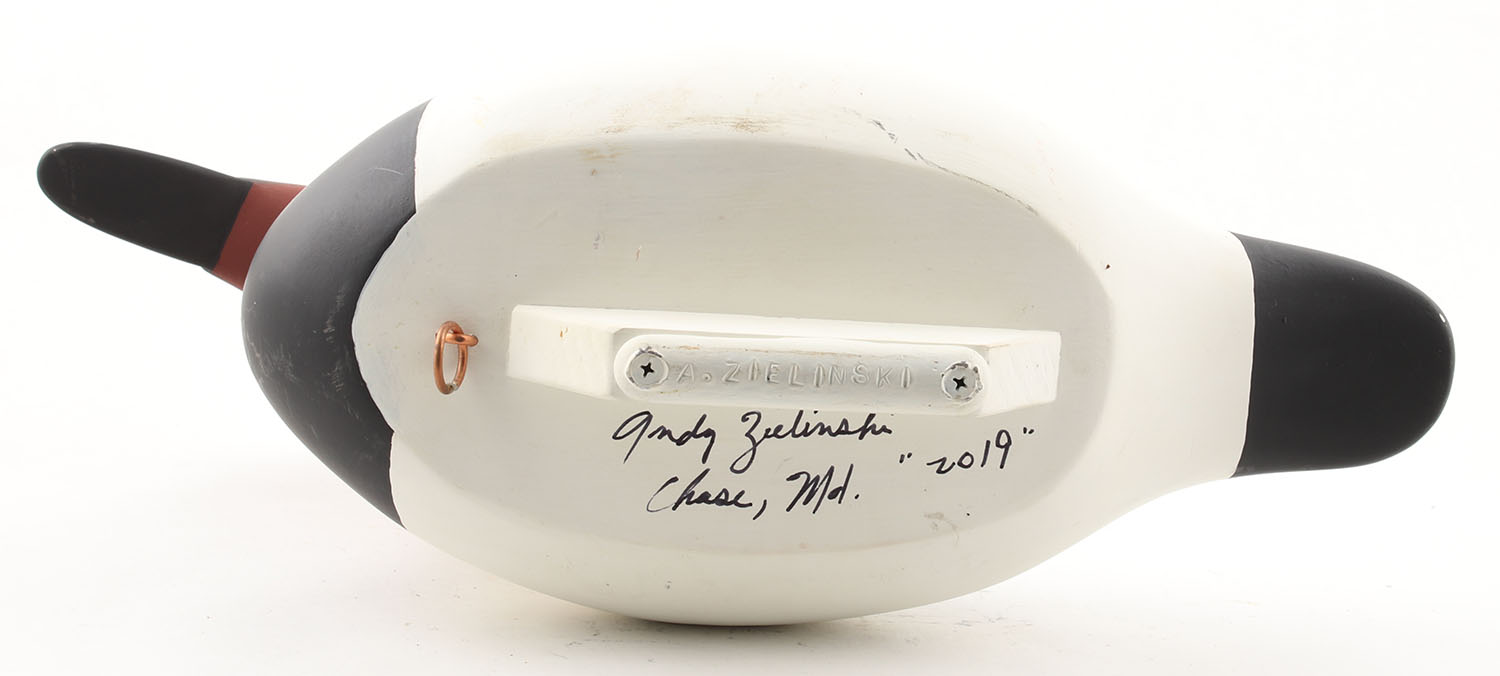 A. ZIELINSKI
Andy Zielinski
Chase, Md. "2019"